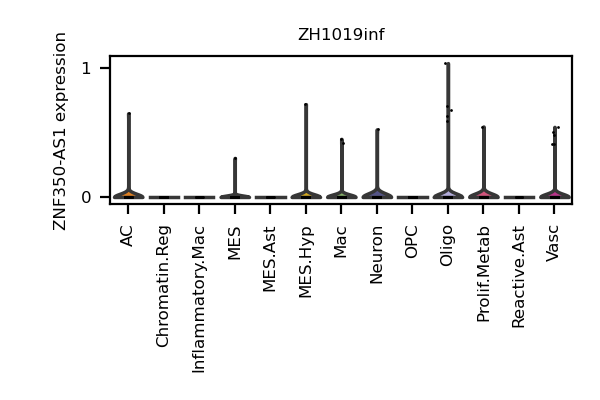 ZH1019inf
ZNF350-AS1 expression
1
0
AC
Chromatin.Reg
Inflammatory.Mac
MES
MES.Ast
MES.Hyp
Mac
Neuron
OPC
Oligo
Prolif.Metab
Reactive.Ast
Vasc